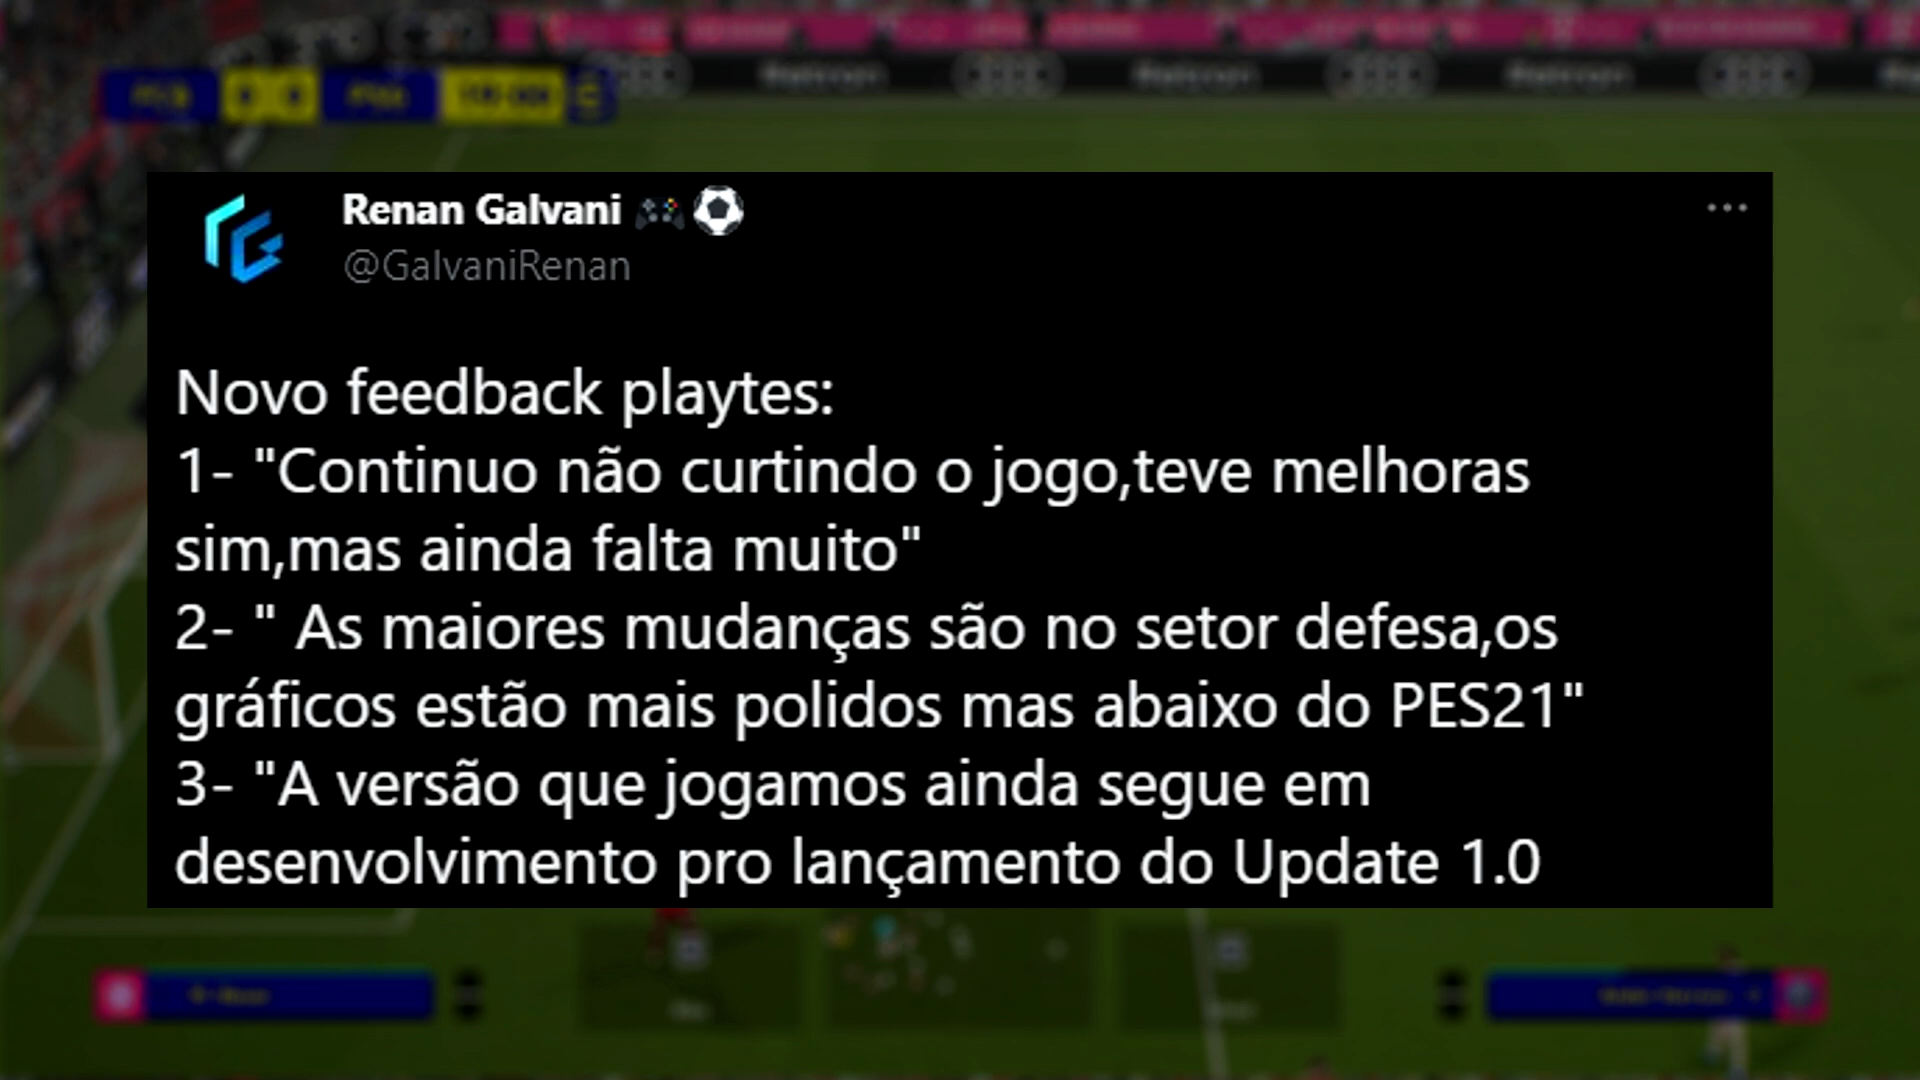 Renan Galvani 🎮⚽
@GalvaniRenan
Novo feedback playtes:
1- "Continuo não curtindo o jogo,teve melhoras
sim,mas ainda falta muito"
2- " As maiores mudanças são no setor defesa,os
gráficos estão mais polidos mas abaixo do PES21"
3- "A versão que jogamos ainda segue em
desenvolvimento pro lançamento do Update 1.0